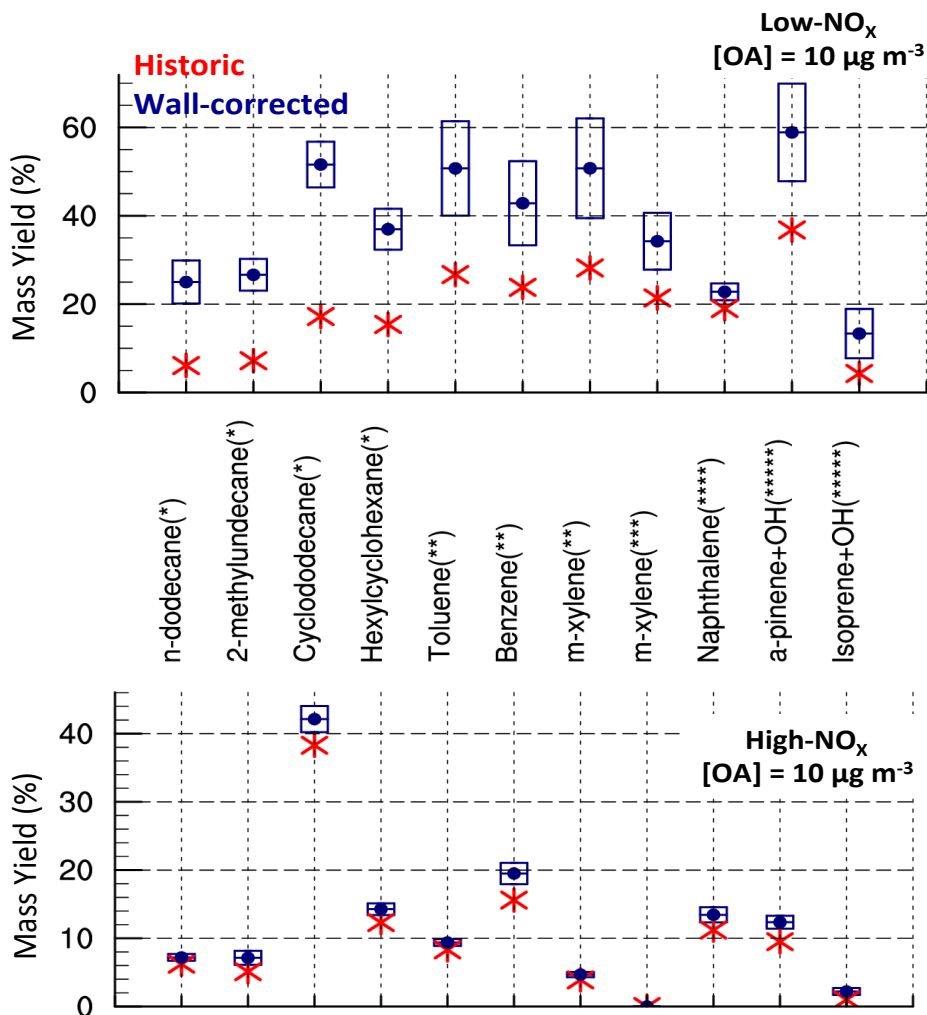 Low-NOX
[OA] = 10 µg m-3
Historic
Wall-corrected
Mass Yield (%)
60
40
20
0
n-dodecane(*)
2-methylundecane(*)
Cyclododecane(*)
Hexylcyclohexane(*)
Toluene(**)
Benzene(**)
m-xylene(**)
m-xylene(***)
Naphthalene(****)
a-pinene+OH(*****)
Isoprene+OH(*****)
High-NOX
[OA] = 10 µg m-3
Mass Yield (%)
40
30
20
10
0